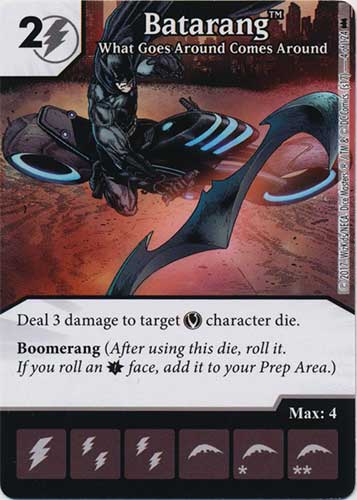 2
Batarang™
What Goes Around Comes Around
Deal 3 damage to target character die.
Boomerang (After using this die, roll it.
If you roll an face, add it to your Prep Area.)
Max: 4
*
**